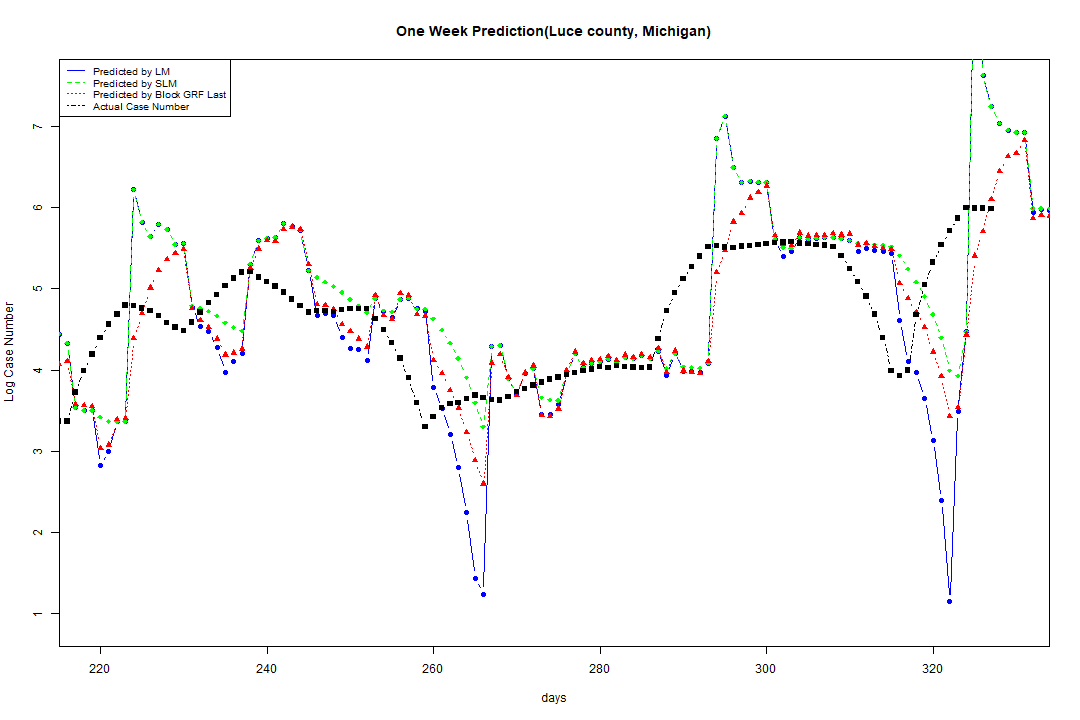 One Week Prediction(Luce county, Michigan)
Predicted by LM
Predicted by SLM
Predicted by Block GRF Last
Actual Case Number
7
6
5
4
3
2
1
Log Case Number
220 240 260 280 300 320
days